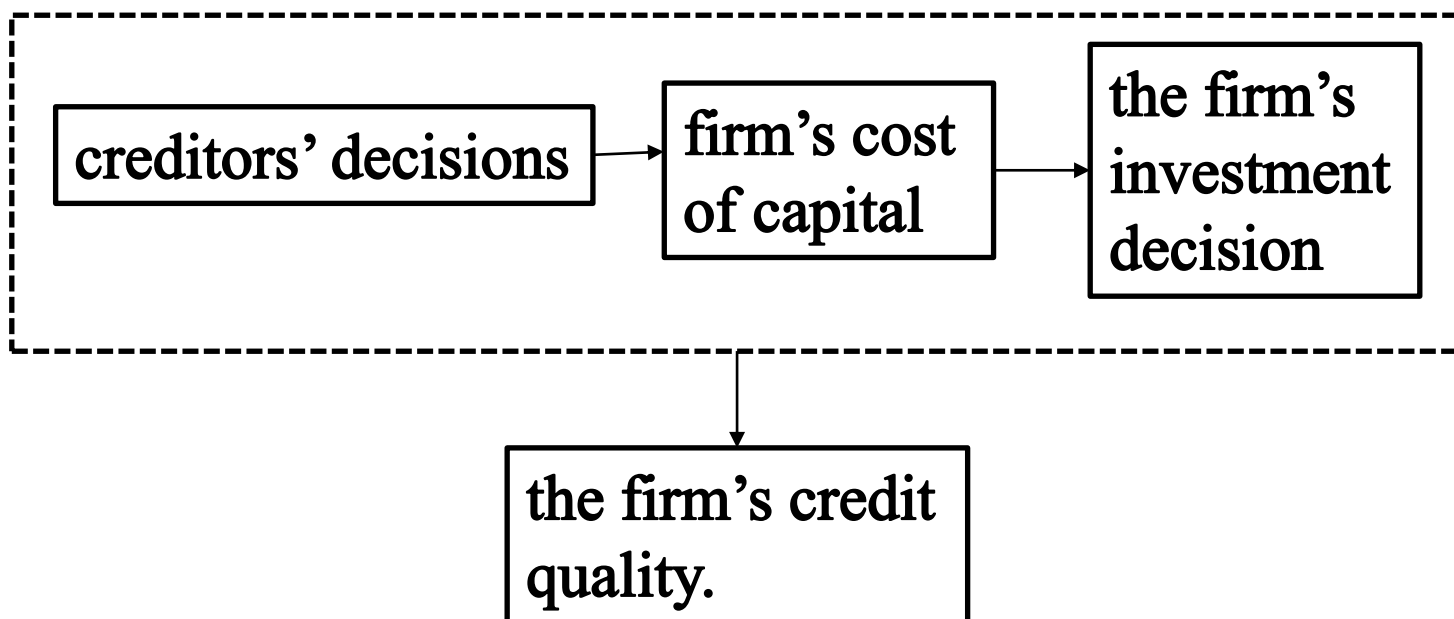 creditors’ decisions
firm’s cost
of capital
the firm’s
investment
decision
the firm’s credit
quality.